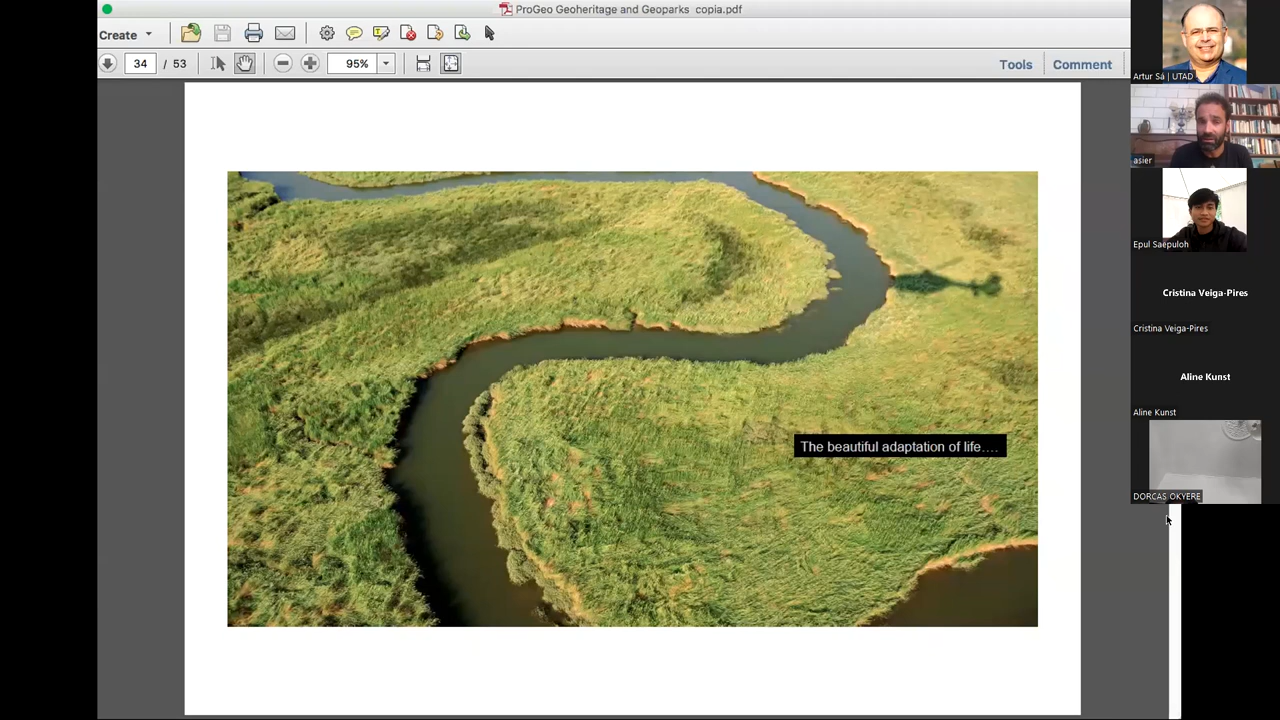 ProGeo Geoheritage and Geoparks copia.pdf
Create
34 / 53
95%
Tools
Comment
The beautiful adaptation of life....
Artur Sá | UTAD
asier
Epul Saepuloh
Cristina Veiga-Pires
Cristina Veiga-Pires
Aline Kunst
Aline Kunst
DORCAS OKYERE